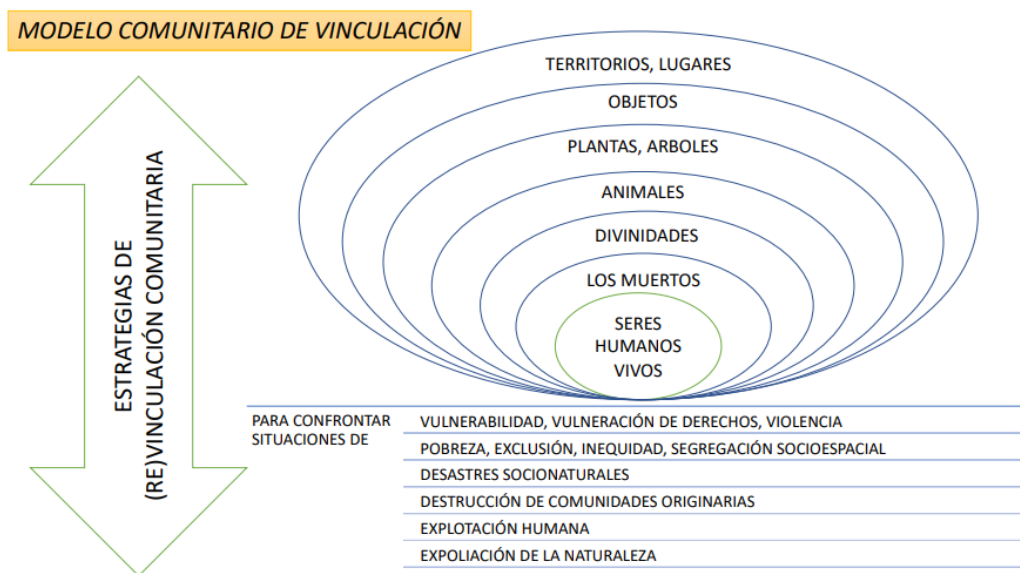 MODELO COMUNITARIO DE VINCULACIÓN
ESTRATEGIAS DE
(RE)VINCULACIÓN COMUNITARIA
TERRITORIOS, LUGARES
OBJETOS
PLANTAS, ARBOLES
ANIMALES
DIVINIDADES
LOS MUERTOS
SERES
HUMANOS
VIVOS
PARA CONFRONTAR
SITUACIONES DE
VULNERABILIDAD, VULNERACIÓN DE DERECHOS, VIOLENCIA
POBREZA, EXCLUSIÓN, INEQUIDAD, SEGREGACIÓN SOCIOESPACIAL
DESASTRES SOCIONATURALES
DESTRUCCIÓN DE COMUNIDADES ORIGINARIAS
EXPLOTACIÓN HUMANA
EXPOLIACIÓN DE LA NATURALEZA